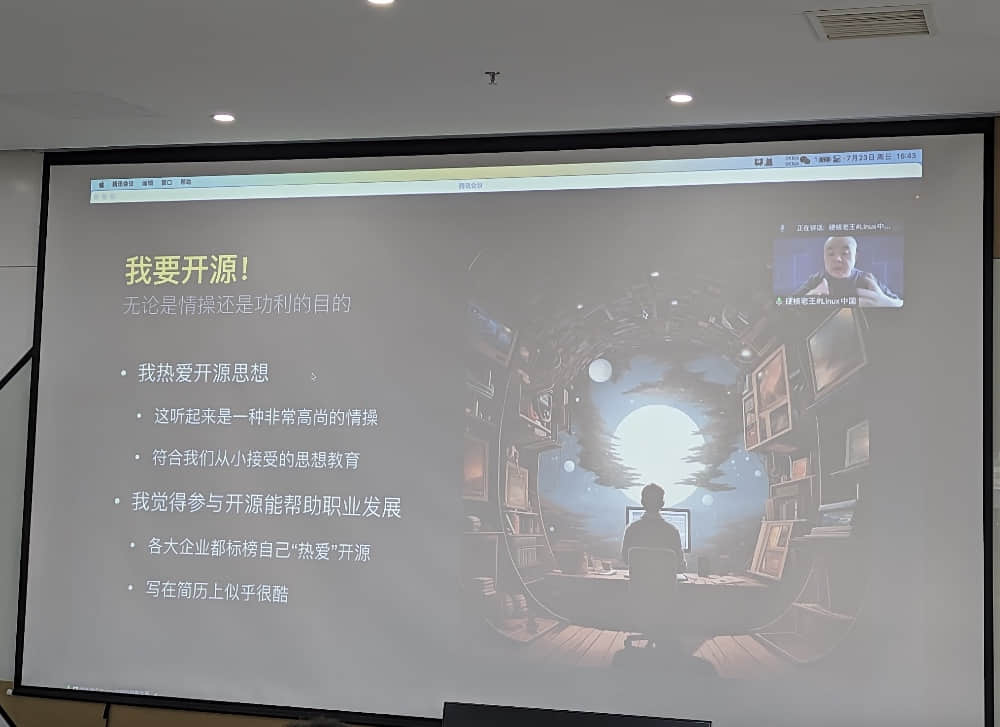 腾讯会议 编辑 窗口 帮助
7月23日 周日 16:43
腾讯会议
正在讲话: 硬核老王#Linux中...
硬核老王#Linux中国
我要开源!
无论是情操还是功利的目的
• 我热爱开源思想
• 这听起来是一种非常高尚的情操
• 符合我们从小接受的思想教育
• 我觉得参与开源能帮助职业发展
• 各大企业都标榜自己“热爱”开源
• 写在简历上似乎很酷